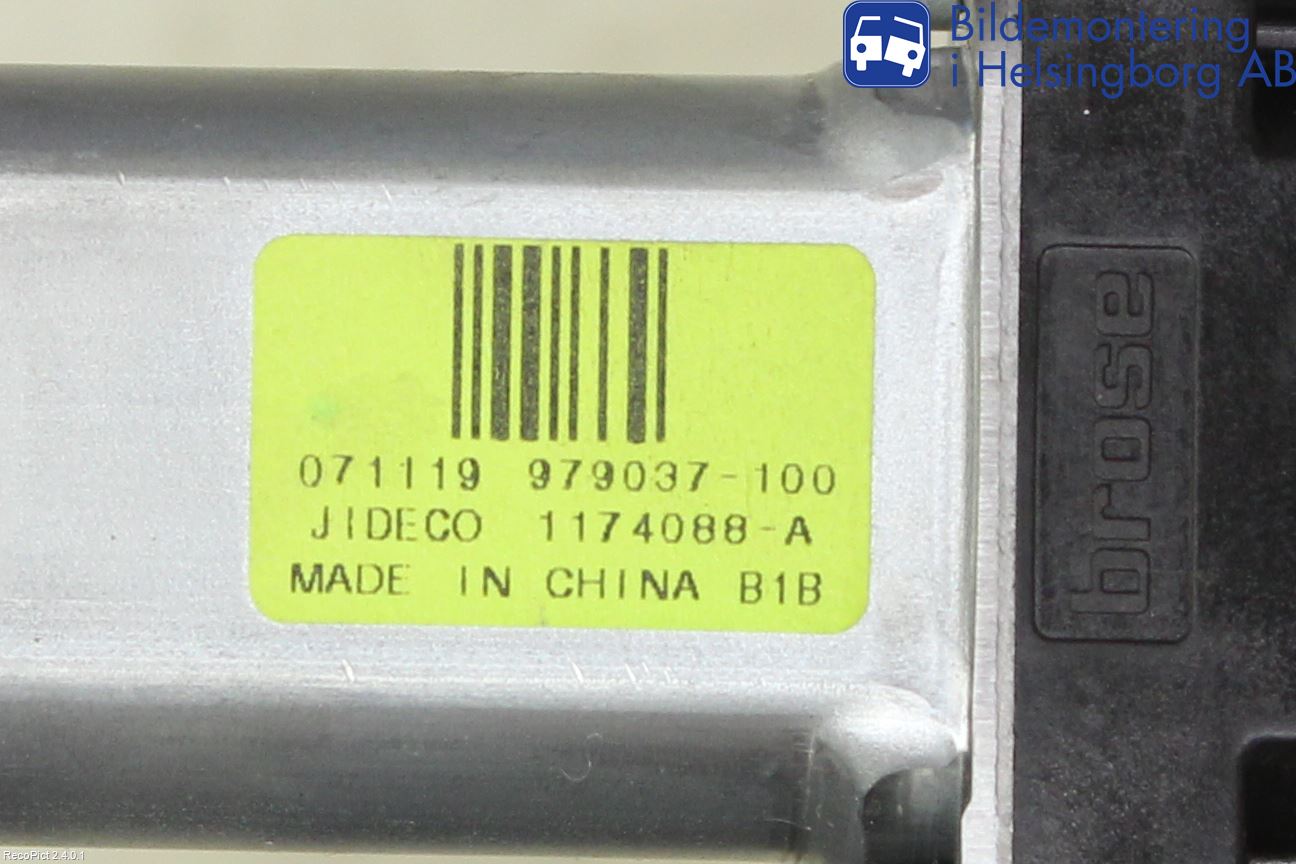 Bildemontering
i Helsingborg AB
071119 979037-100
JIDECO 1174088-A
MADE IN CHINA B1B
brose
RecoPict 2.4.0.1